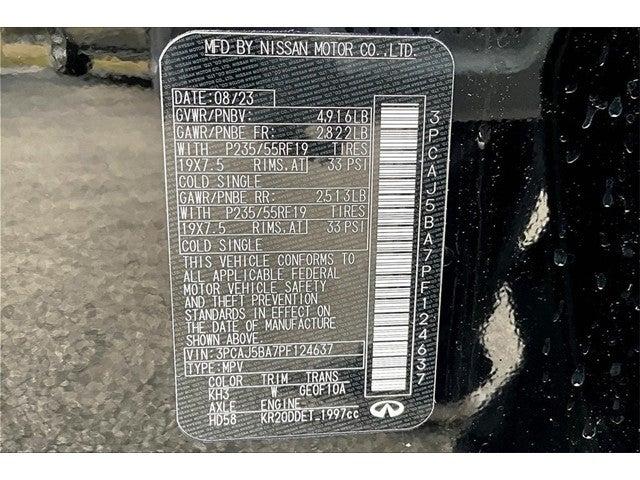 MFD BY NISSAN MOTOR CO.,LTD.
DATE: 08/23
GVWR/PNBV: 4916LB
GAWR/PNBE FR: 2822LB
WITH P235/55RF19 TIRES
19X7.5 RIMS.AT 33 PSI
COLD SINGLE
GAWR/PNBE RR: 2513LB
WITH P235/55RF19 TIRES
19X7.5 RIMS.AT 33 PSI
COLD SINGLE
THIS VEHICLE CONFORMS TO
ALL APPLICABLE FEDERAL
MOTOR VEHICLE SAFETY
AND THEFT PREVENTION
STANDARDS IN EFFECT ON
THE DATE OF MANUFACTURE
SHOWN ABOVE
VIN: 3PCAJ5BA7PF124637
TYPE: MPV
COLOR TRIM TRANS
KH3 W GE0F10A
AXLE ENGINE
HD58 KR20DDET 1997cc
3PCAJ5BA7PF124637